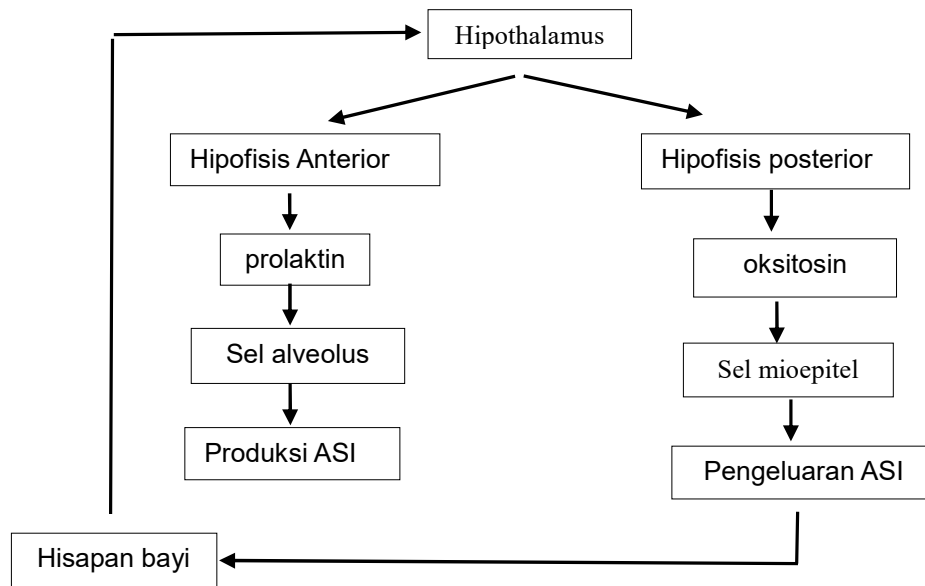 Hipothalamus
Hipofisis Anterior
Hipofisis posterior
prolaktin
oksitosin
Sel alveolus
Sel mioepitel
Produksi ASI
Pengeluaran ASI
Hisapan bayi